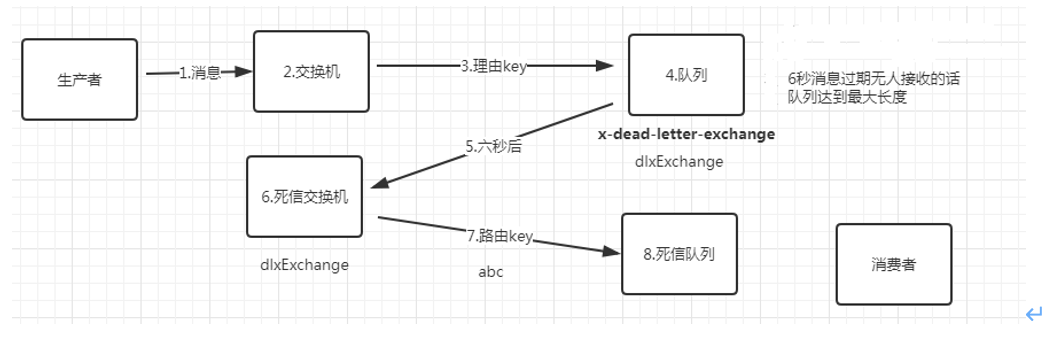 生产者
1.消息
2.交换机
3.理由key
4.队列
6秒消息过期无人接收的话
队列达到最大长度
x-dead-letter-exchange
dlxExchange
5.六秒后
6.死信交换机
dlxExchange
7.路由key
abc
8.死信队列
消费者